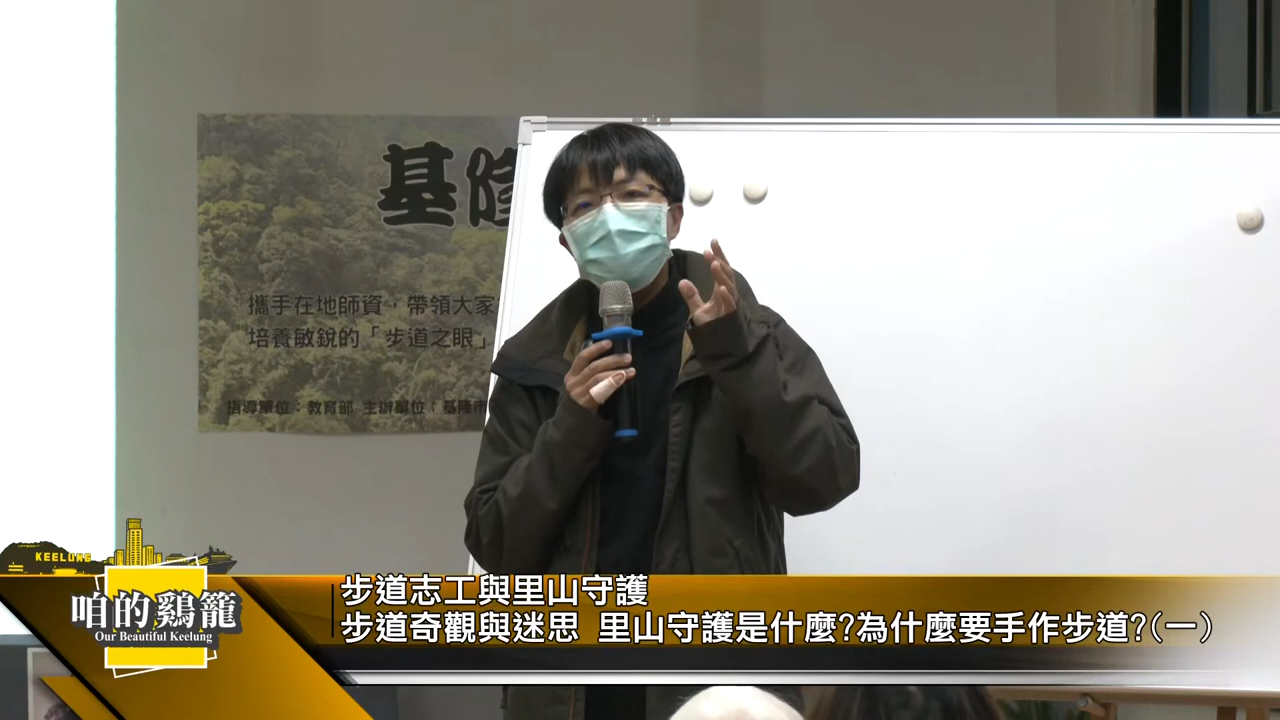 基隆
攜手在地師資，帶領大家
培養敏銳的「步道之眼」
指導單位：教育部 主辦單位：基隆市
KEELUNG
咱的鷄籠
Our Beautiful Keelung
步道志工與里山守護
步道奇觀與迷思 里山守護是什麼?為什麼要手作步道?(一)